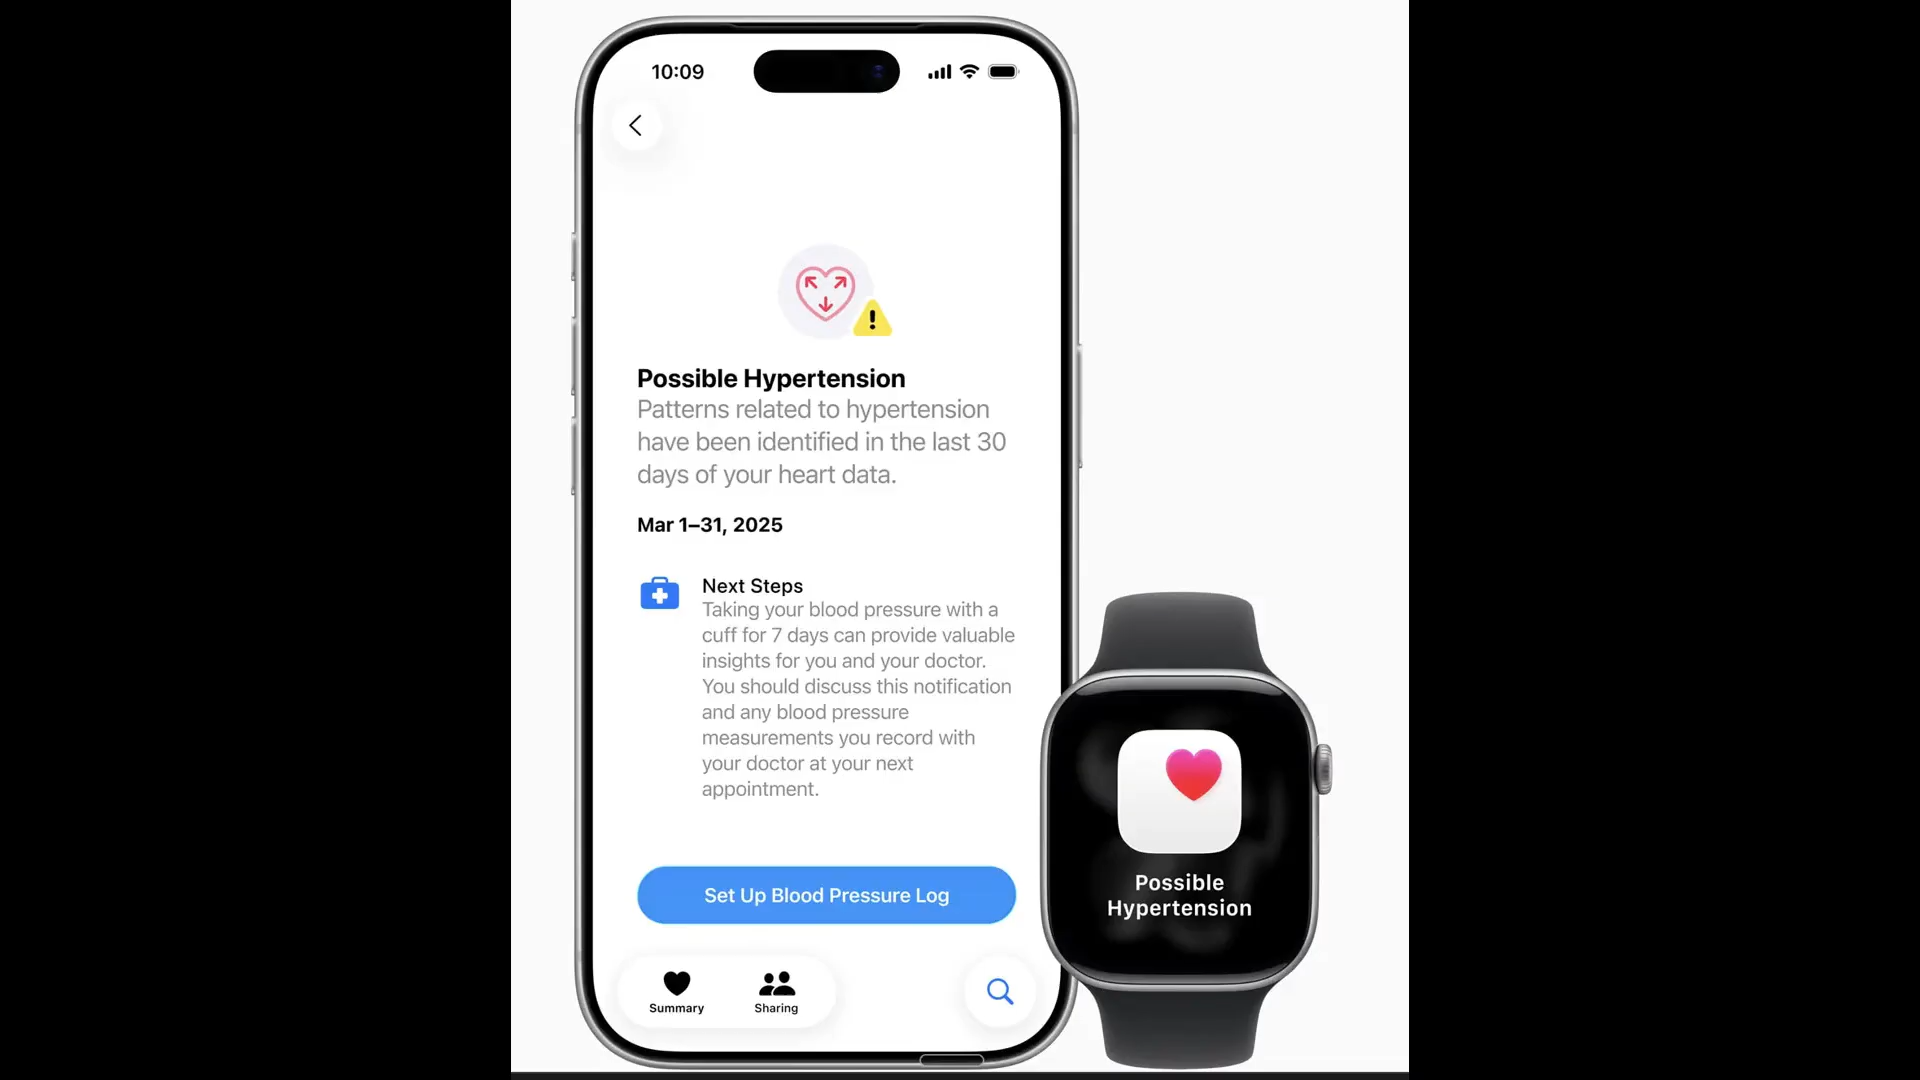 10:09
Possible Hypertension
Patterns related to hypertension
have been identified in the last 30
days of your heart data.
Mar 1–31, 2025
Next Steps
Taking your blood pressure with a
cuff for 7 days can provide valuable
insights for you and your doctor.
You should discuss this notification
and any blood pressure
measurements you record with
your doctor at your next
appointment.
Set Up Blood Pressure Log
Summary
Sharing
Possible
Hypertension